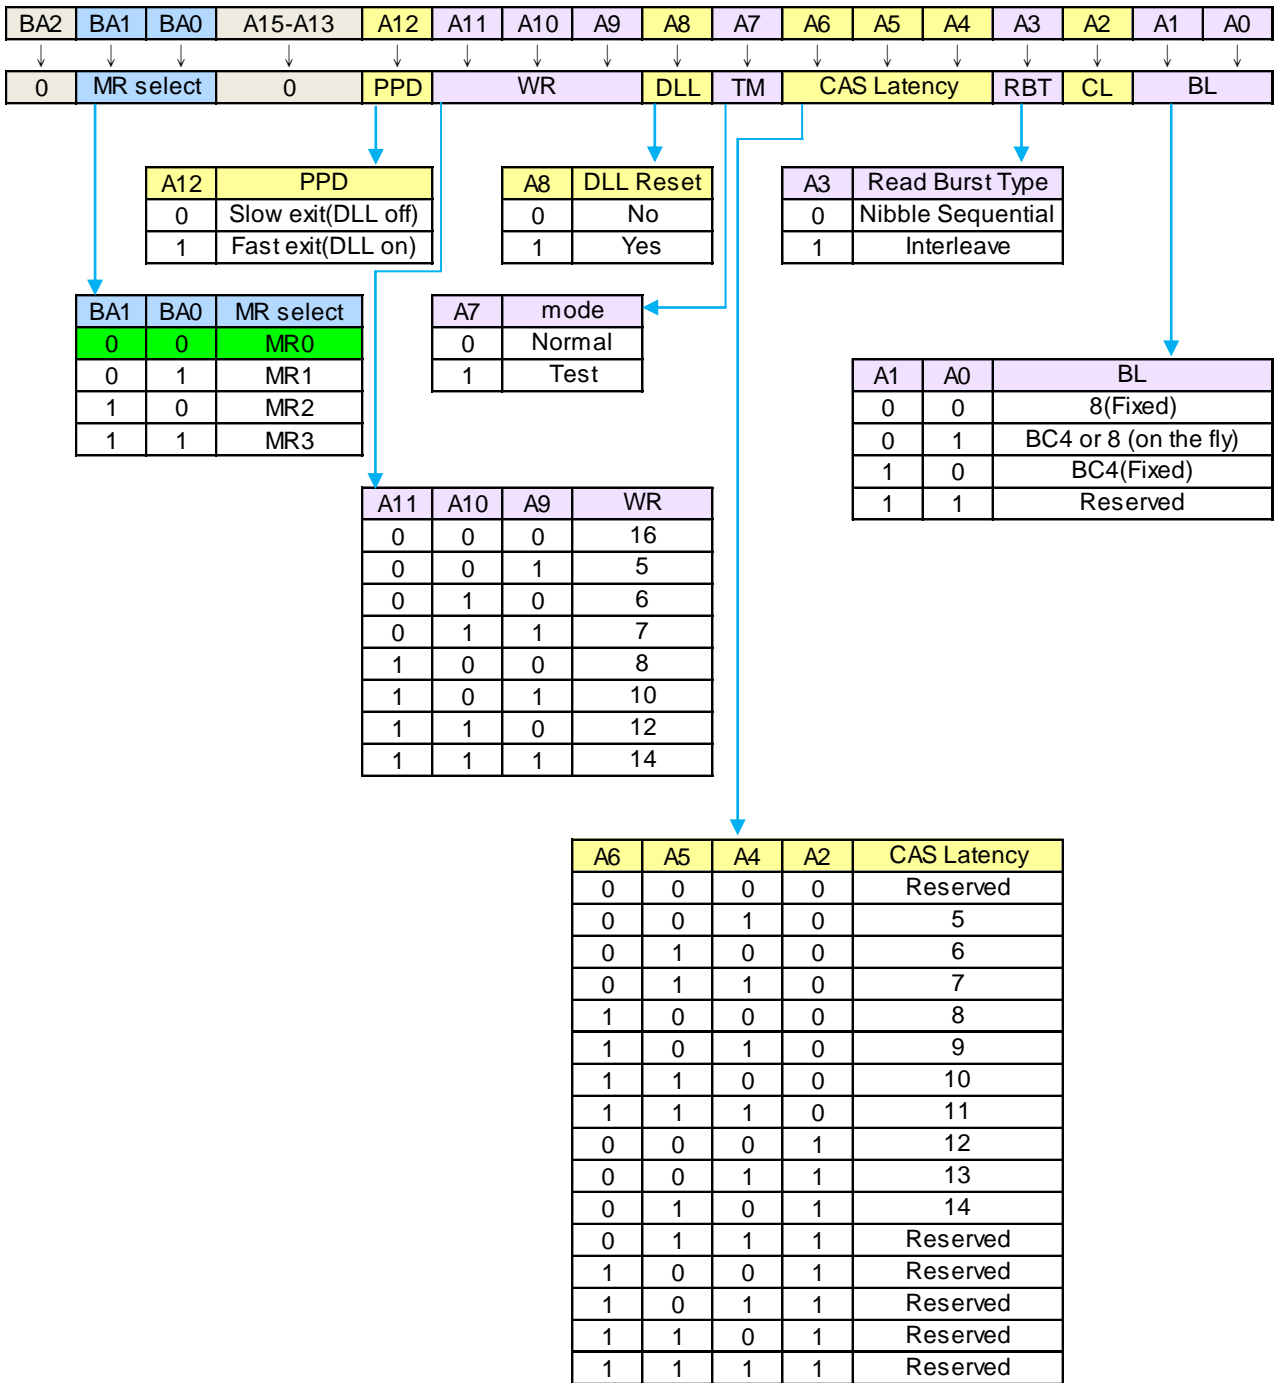 BA2 BA1 BA0 A15-A13 A12 A11 A10 A9 A8 A7 A6 A5 A4 A3 A2 A1 A0
↓ ↓ ↓ ↓ ↓ ↓ ↓ ↓ ↓ ↓ ↓ ↓ ↓ ↓ ↓ ↓ ↓
0 MR select 0 PPD WR DLL TM CAS Latency RBT CL BL
A12 PPD
0 Slow exit(DLL off)
1 Fast exit(DLL on)
A8 DLL Reset
0 No
1 Yes
A3 Read Burst Type
0 Nibble Sequential
1 Interleave
BA1 BA0 MR select
0 0 MR0
0 1 MR1
1 0 MR2
1 1 MR3
A7 mode
0 Normal
1 Test
A1 A0 BL
0 0 8(Fixed)
0 1 BC4 or 8 (on the fly)
1 0 BC4(Fixed)
1 1 Reserved
A11 A10 A9 WR
0 0 0 16
0 0 1 5
0 1 0 6
0 1 1 7
1 0 0 8
1 0 1 10
1 1 0 12
1 1 1 14
A6 A5 A4 A2 CAS Latency
0 0 0 0 Reserved
0 0 1 0 5
0 1 0 0 6
0 1 1 0 7
1 0 0 0 8
1 0 1 0 9
1 1 0 0 10
1 1 1 0 11
0 0 0 1 12
0 0 1 1 13
0 1 0 1 14
0 1 1 1 Reserved
1 0 0 1 Reserved
1 0 1 1 Reserved
1 1 0 1 Reserved
1 1 1 1 Reserved